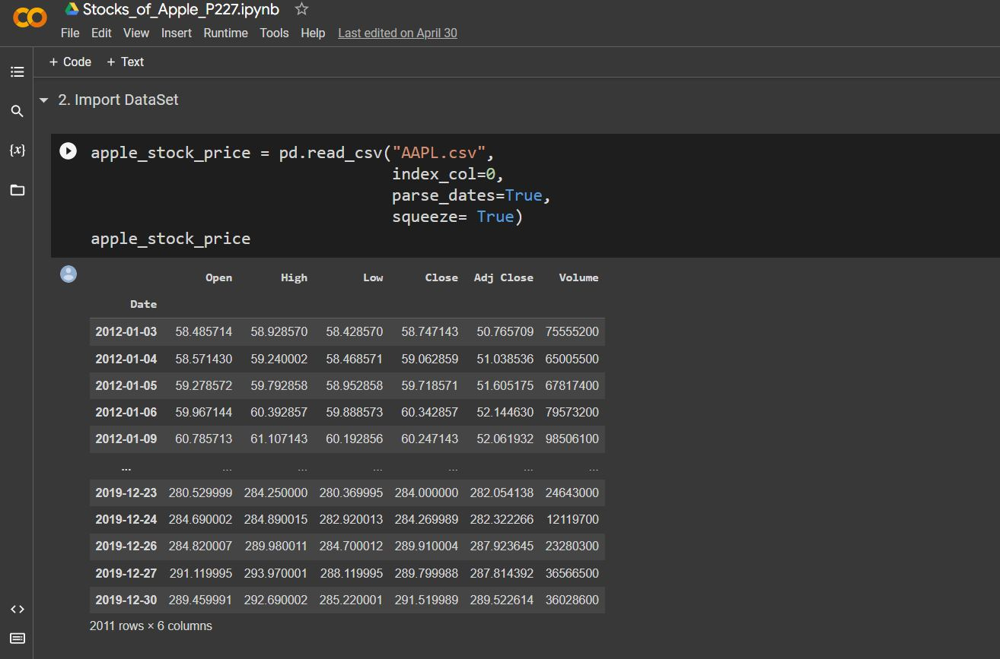 Stocks_of_Apple_P227.ipynb
File Edit View Insert Runtime Tools Help Last edited on April 30
+ Code + Text
2. Import DataSet
{x}
apple_stock_price = pd.read_csv("AAPL.csv",
index_col=0,
parse_dates=True,
squeeze= True)
apple_stock_price
Open High Low Close Adj Close Volume
Date
2012-01-03 58.485714 58.928570 58.428570 58.747143 50.765709 75555200
2012-01-04 58.571430 59.240002 58.468571 59.062859 51.038536 65005500
2012-01-05 59.278572 59.792858 58.952858 59.718571 51.605175 67817400
2012-01-06 59.967144 60.392857 59.888573 60.342857 52.144630 79573200
2012-01-09 60.785713 61.107143 60.192856 60.247143 52.061932 98506100
... ... ... ... ... ... ...
2019-12-23 280.529999 284.250000 280.369995 284.000000 282.054138 24643000
2019-12-24 284.690002 284.890015 282.920013 284.269989 282.322266 12119700
2019-12-26 284.820007 289.980011 284.700012 289.910004 287.923645 23280300
2019-12-27 291.119995 293.970001 288.119995 289.799988 287.814392 36566500
2019-12-30 289.459991 292.690002 285.220001 291.519989 289.522614 36028600
2011 rows × 6 columns